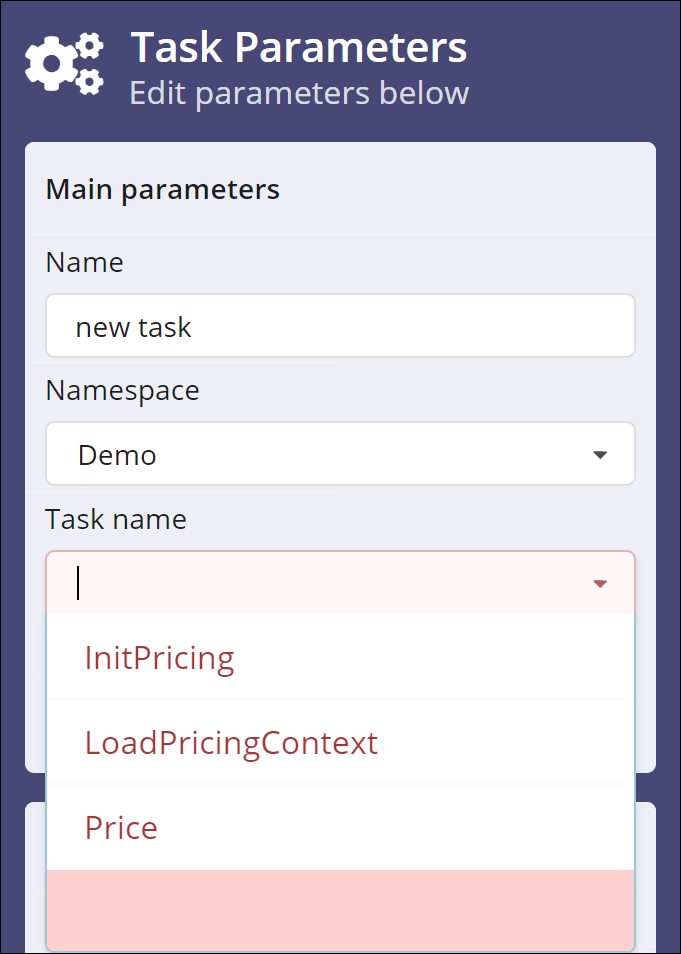 Task Parameters
Edit parameters below
Main parameters
Name
new task
Namespace
Demo
Task name
InitPricing
LoadPricingContext
Price